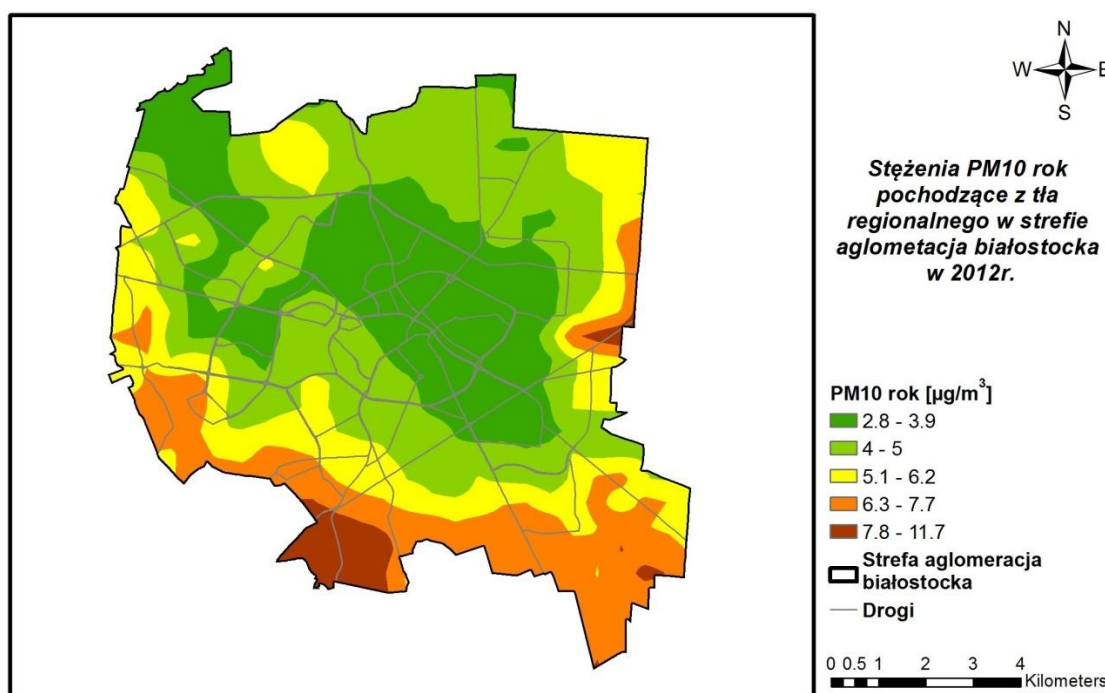 N
W E
S
Stężenia PM10 rok
pochodzące z tła
regionalnego w strefie
aglometacja białostocka
w 2012r.
PM10 rok [µg/m³]
2.8 - 3.9
4 - 5
5.1 - 6.2
6.3 - 7.7
7.8 - 11.7
Strefa aglomeracja
białostocka
Drogi
0 0.5 1 2 3 4
Kilometers